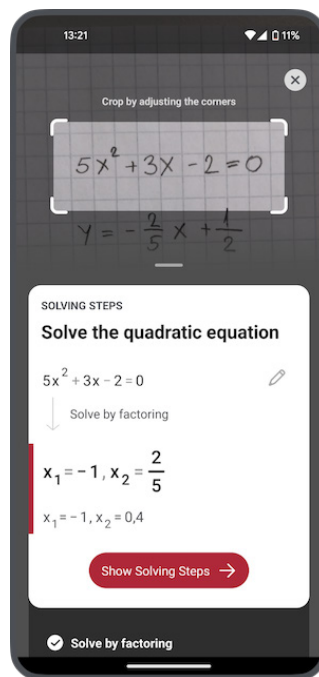 13:21 11%
Crop by adjusting the corners
5x² + 3x - 2 = 0
y = - 2/5 x + 1/2
SOLVING STEPS
Solve the quadratic equation
5x² + 3x - 2 = 0
Solve by factoring
x₁ = - 1 , x₂ = 2/5
x₁ = - 1 , x₂ = 0,4
Show Solving Steps →
Solve by factoring